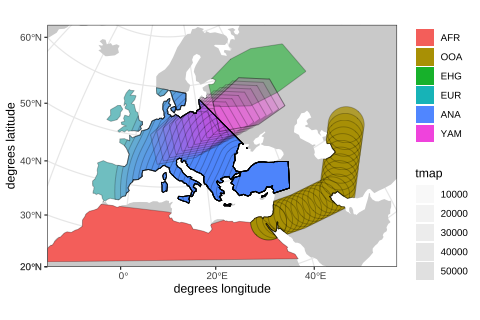 60°N
50°N
40°N
30°N
20°N
0°
20°E
40°E
degrees longitude
degrees latitude
AFR
OOA
EHG
EUR
ANA
YAM
tmap
10000
20000
30000
40000
50000